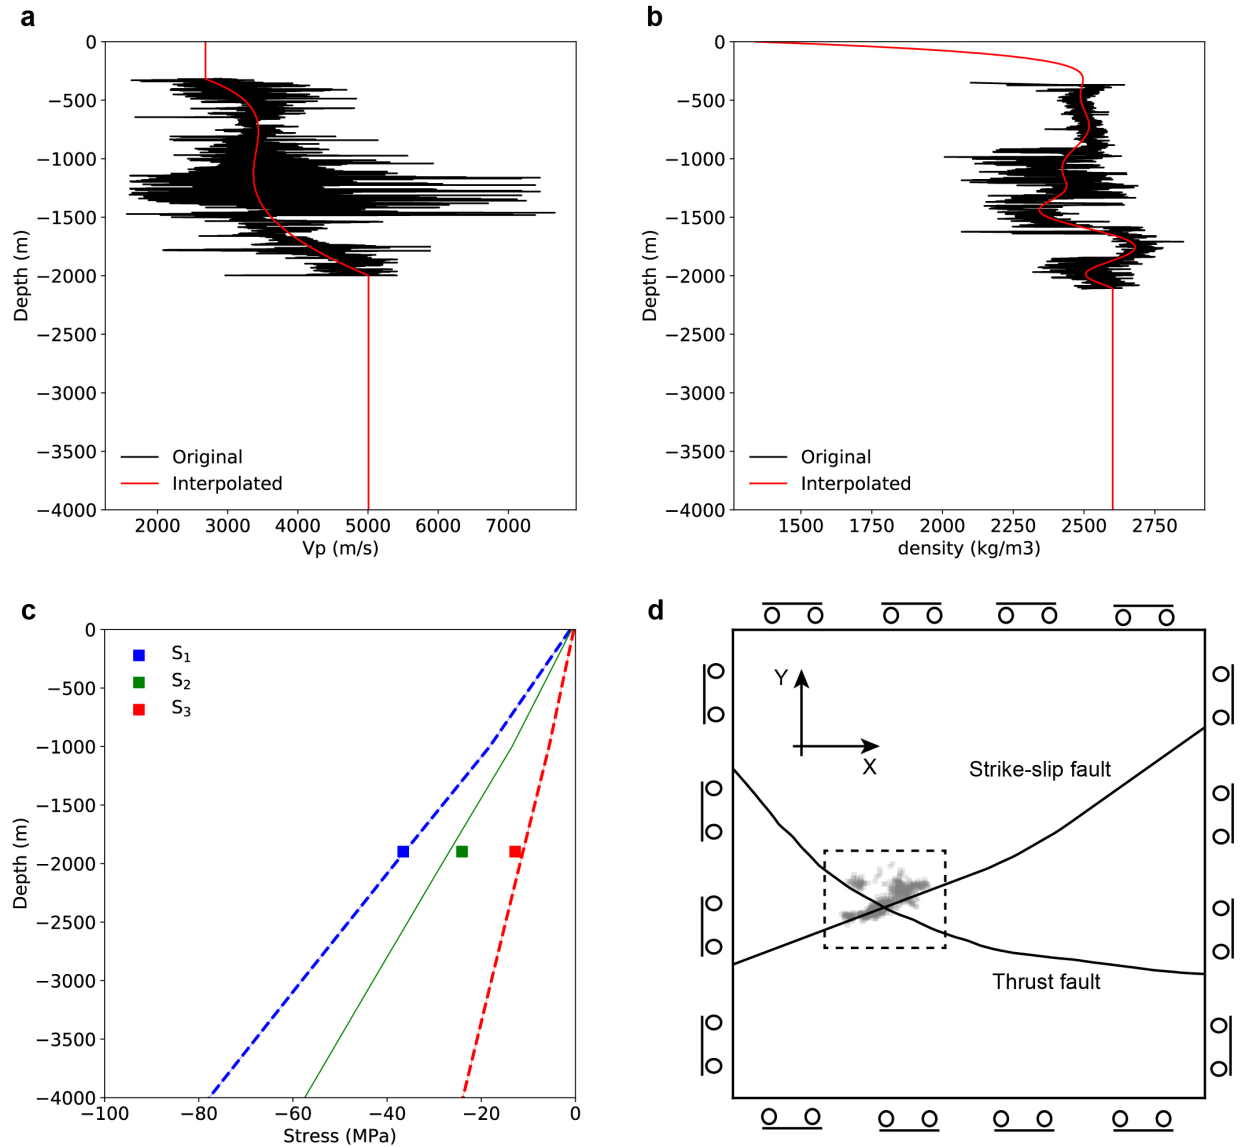 a
0
−500
−1000
−1500
−2000
−2500
−3000
−3500
−4000
Depth (m)
Original
Interpolated
2000 3000 4000 5000 6000 7000
Vp (m/s)
b
0
−500
−1000
−1500
−2000
−2500
−3000
−3500
−4000
Depth (m)
Original
Interpolated
1500 1750 2000 2250 2500 2750
density (kg/m3)
c
0
−500
−1000
−1500
−2000
−2500
−3000
−3500
−4000
Depth (m)
S₁
S₂
S₃
−100 −80 −60 −40 −20 0
Stress (MPa)
d
Y
X
Strike-slip fault
Thrust fault